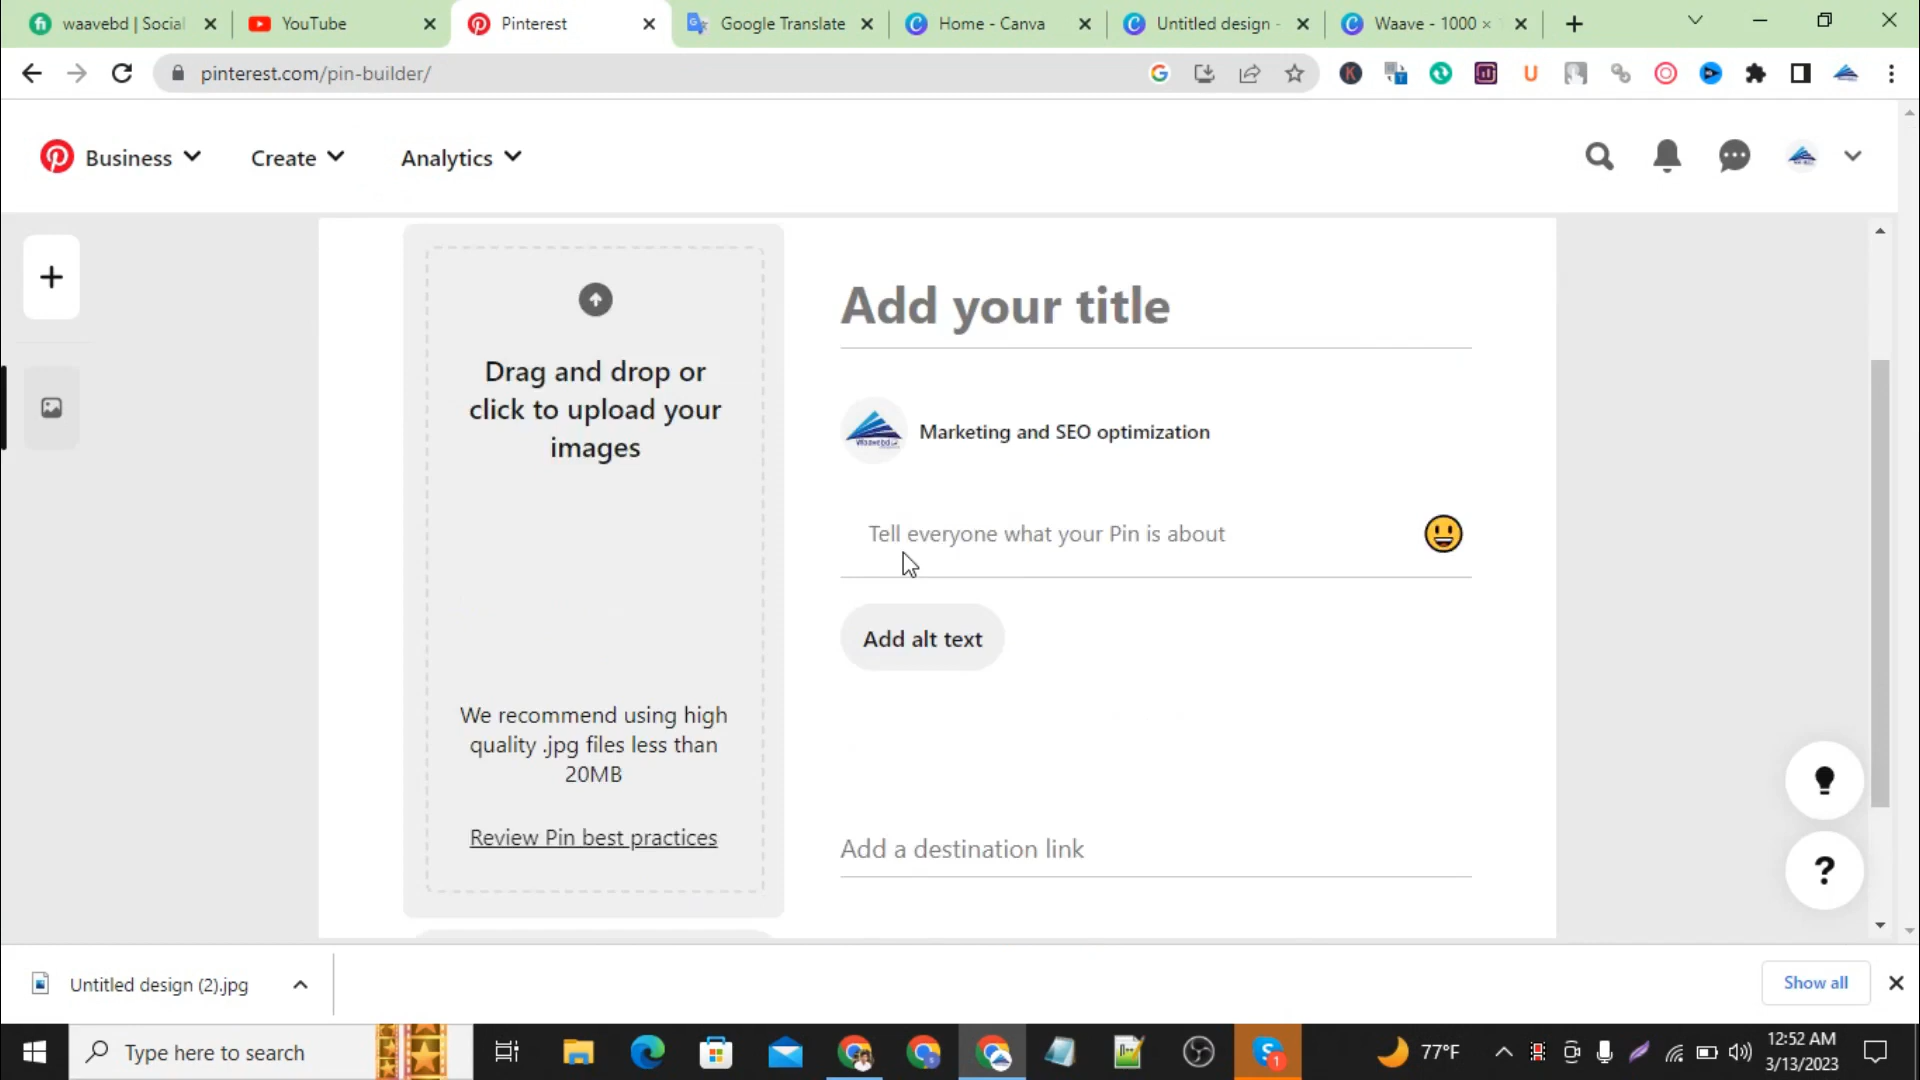 waavebd | Social
YouTube
Pinterest
Google Translate
Home - Canva
Untitled design -
Waave - 1000 ×
pinterest.com/pin-builder/
Business
Create
Analytics
Drag and drop or
click to upload your
images
We recommend using high
quality .jpg files less than
20MB
Review Pin best practices
Add your title
Marketing and SEO optimization
Tell everyone what your Pin is about
Add alt text
Add a destination link
?
Untitled design (2).jpg
Show all
Type here to search
77°F
12:52 AM
3/13/2023